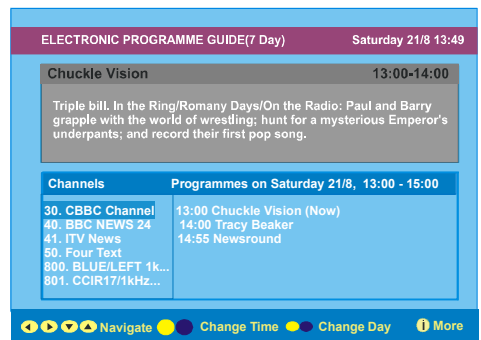 ELECTRONIC PROGRAMME GUIDE(7 Day) Saturday 21/8 13:49
Chuckle Vision 13:00-14:00
Triple bill. In the Ring/Romany Days/On the Radio: Paul and Barry
grapple with the world of wrestling; hunt for a mysterious Emperor's
underpants; and record their first pop song.
Channels Programmes on Saturday 21/8, 13:00 - 15:00
30. CBBC Channel 13:00 Chuckle Vision (Now)
40. BBC NEWS 24 14:00 Tracy Beaker
41. ITV News 14:55 Newsround
50. Four Text
800. BLUE/LEFT 1k...
801. CCIR17/1kHz...
Navigate Change Time Change Day i More